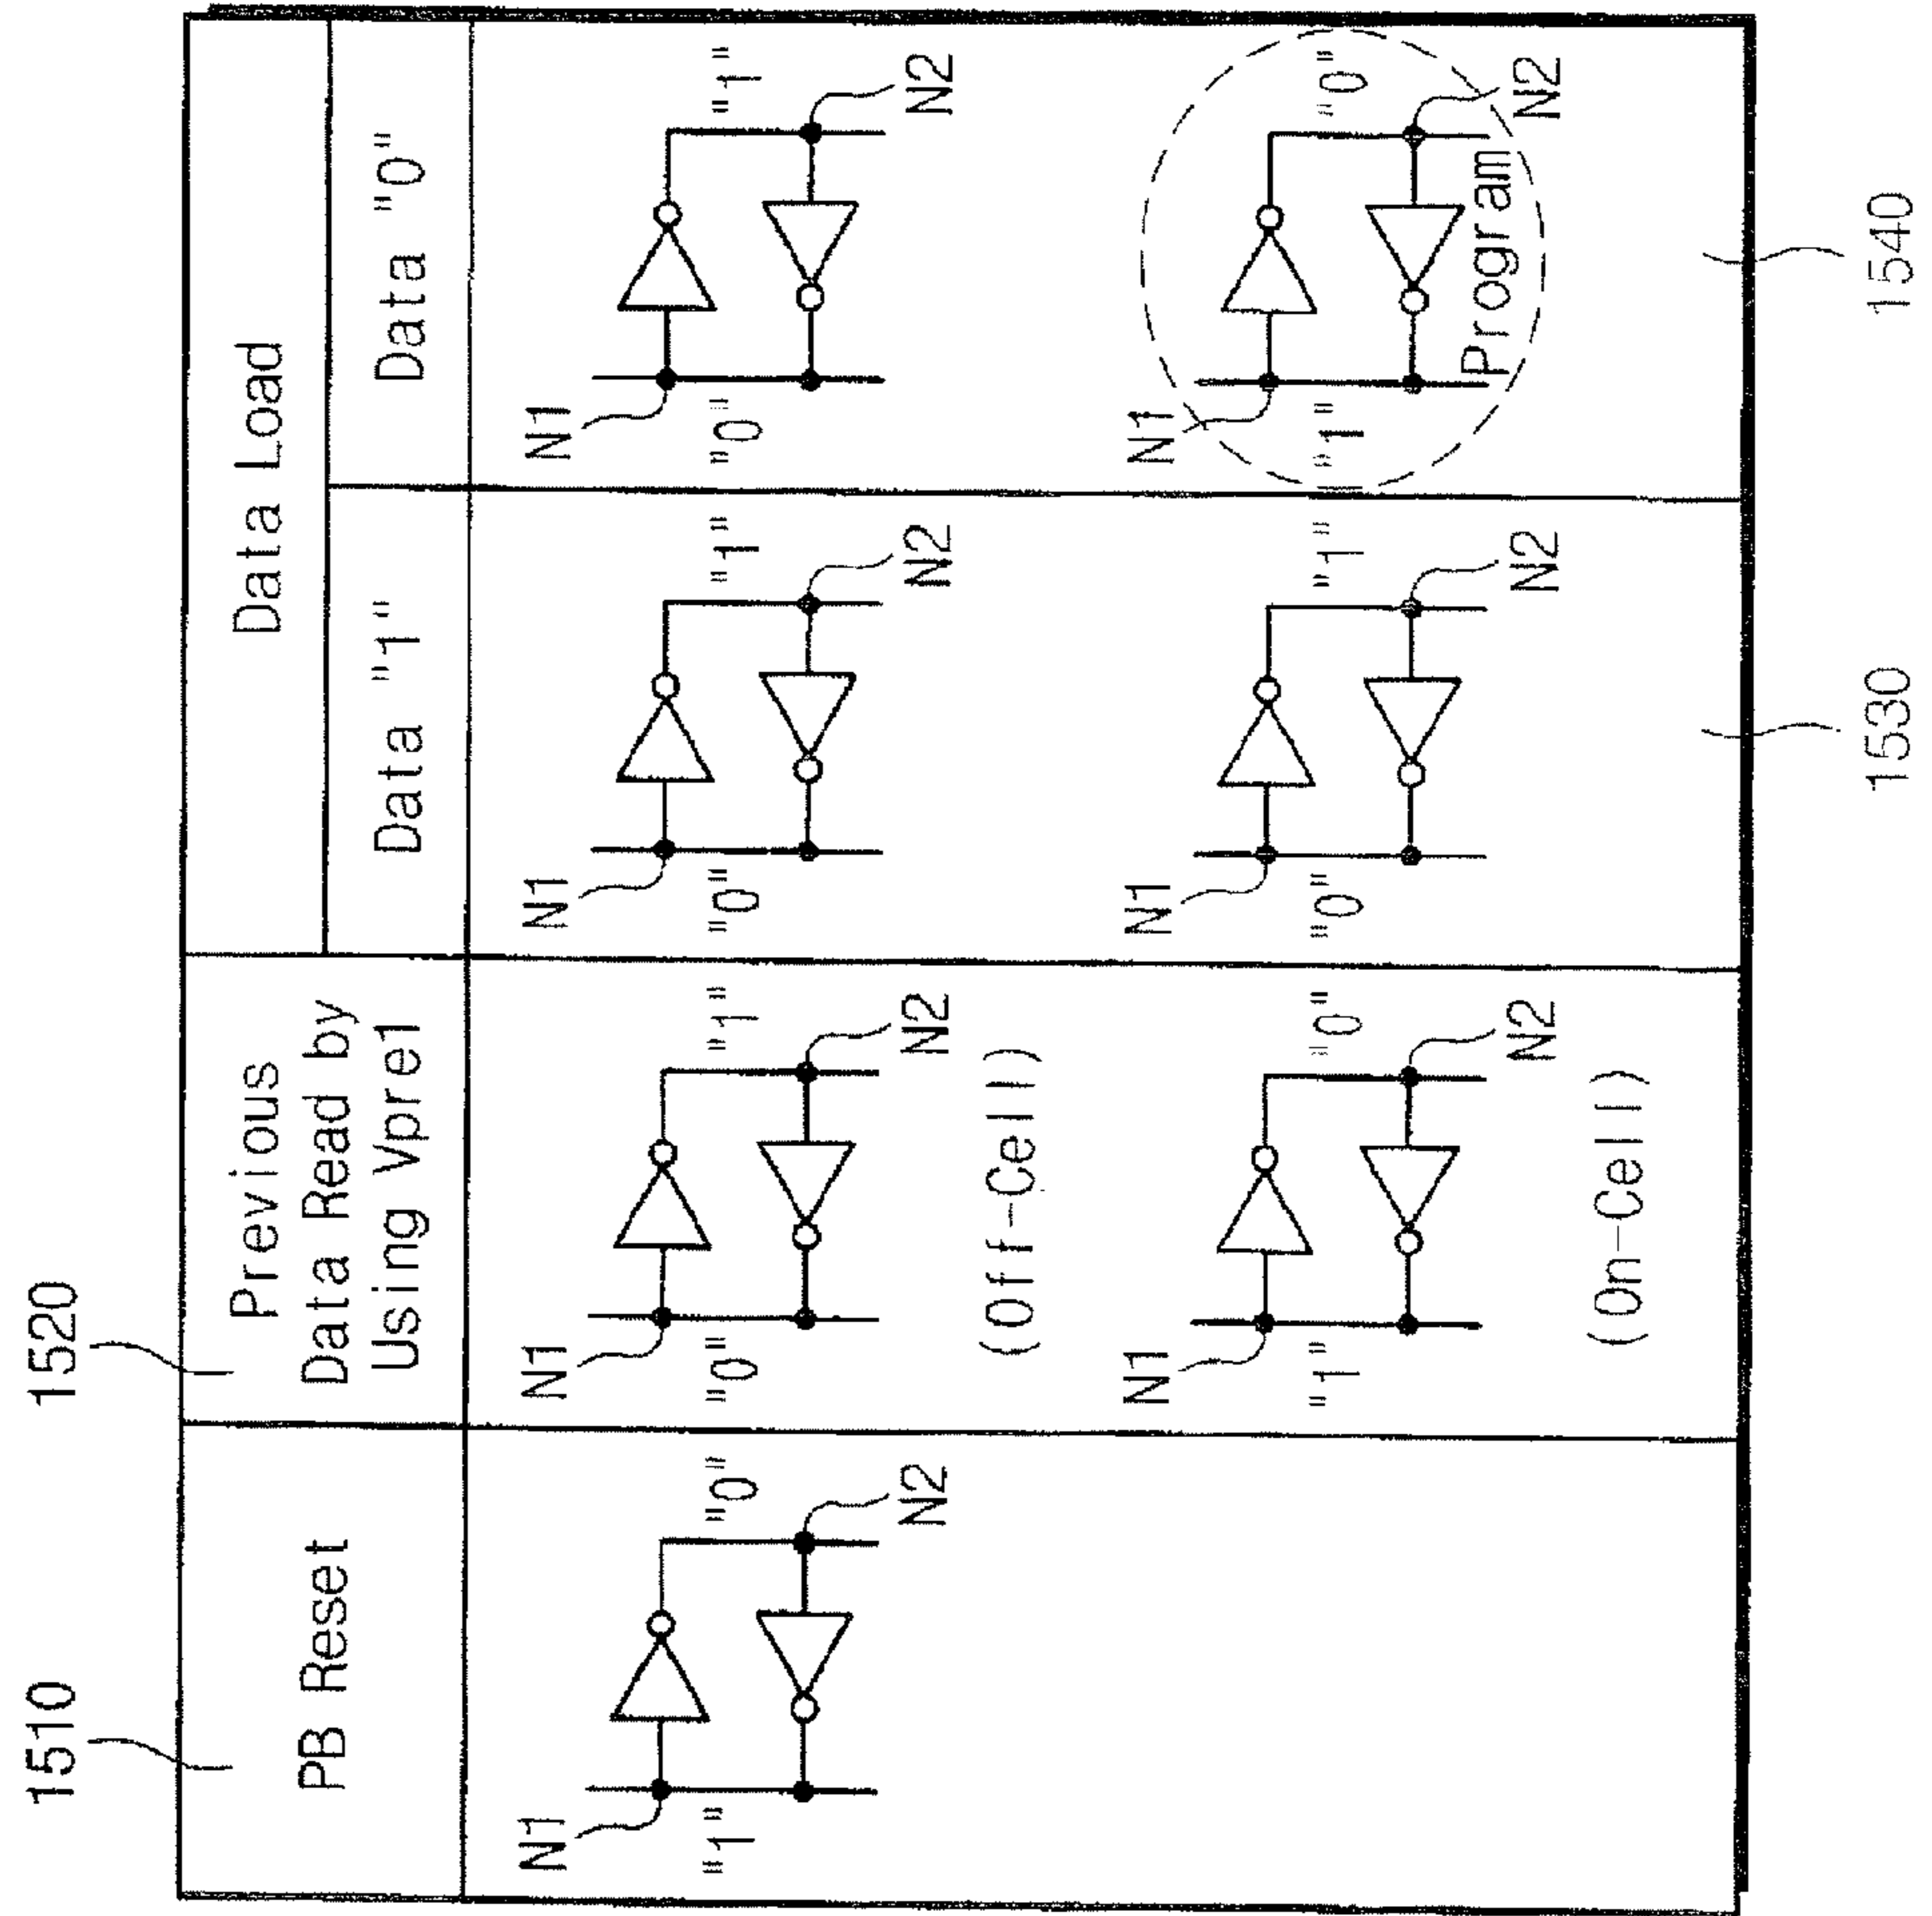 1510
1520
PB Reset
Previous
Data Read by
Using Vpre1
Data Load
Data "1"
Data "0"
N1
"1"
"0"
N2
N1
"0"
"1"
N2
(Off-Cell)
N1
"0"
"1"
N2
N1
"0"
"1"
N2
N1
"1"
"0"
N2
(On-Cell)
N1
"0"
"1"
N2
N1
"1"
"0"
N2
Program
1530
1540